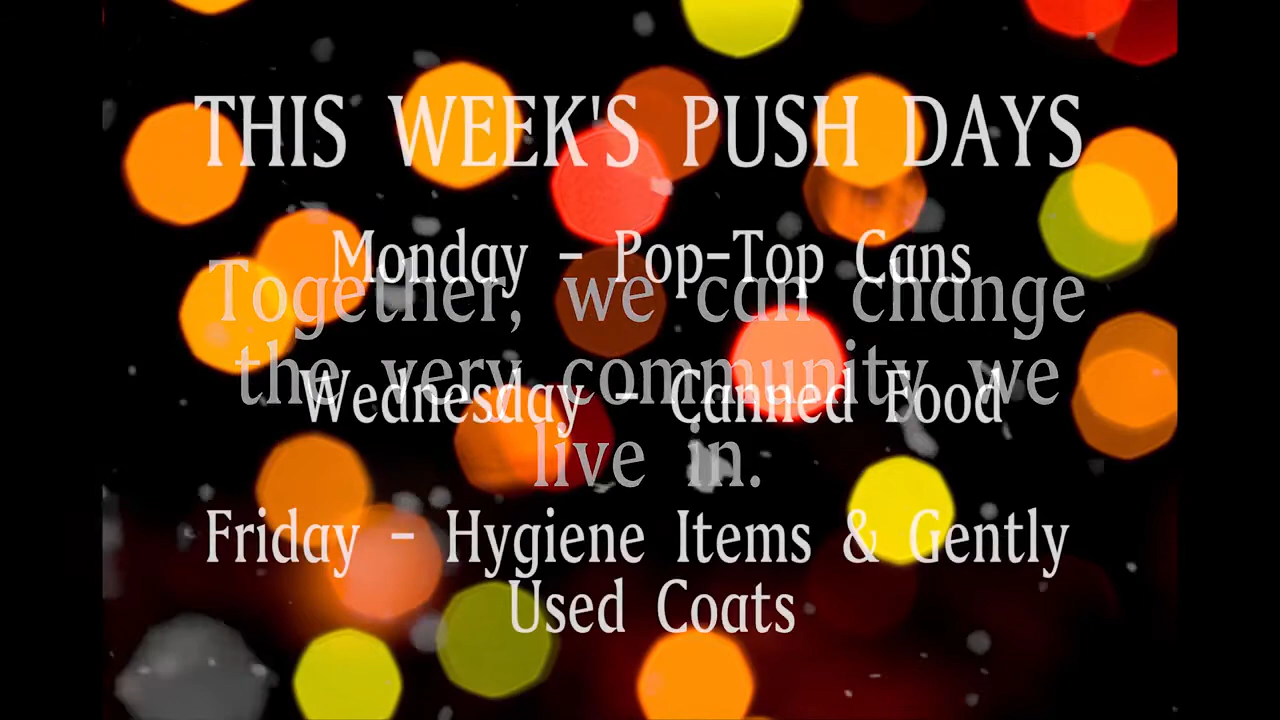 THIS WEEK'S PUSH DAYS
Monday - Pop-Top Cans
Together, we can change
the very community we
Wednesday - Canned Food
live in.
Friday - Hygiene Items & Gently
Used Coats